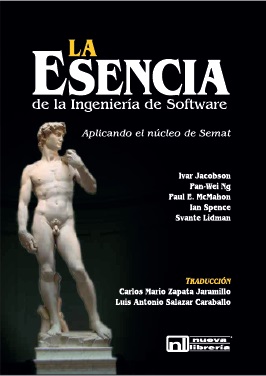 LA
ESENCIA
de la Ingeniería de Software
Aplicando el núcleo de Semat
Ivar Jacobson
Pan-Wei Ng
Paul E. McMahon
Ian Spence
Svante Lidman
TRADUCCIÓN
Carlos Mario Zapata Jaramillo
Luis Antonio Salazar Caraballo
nl nueva
librería